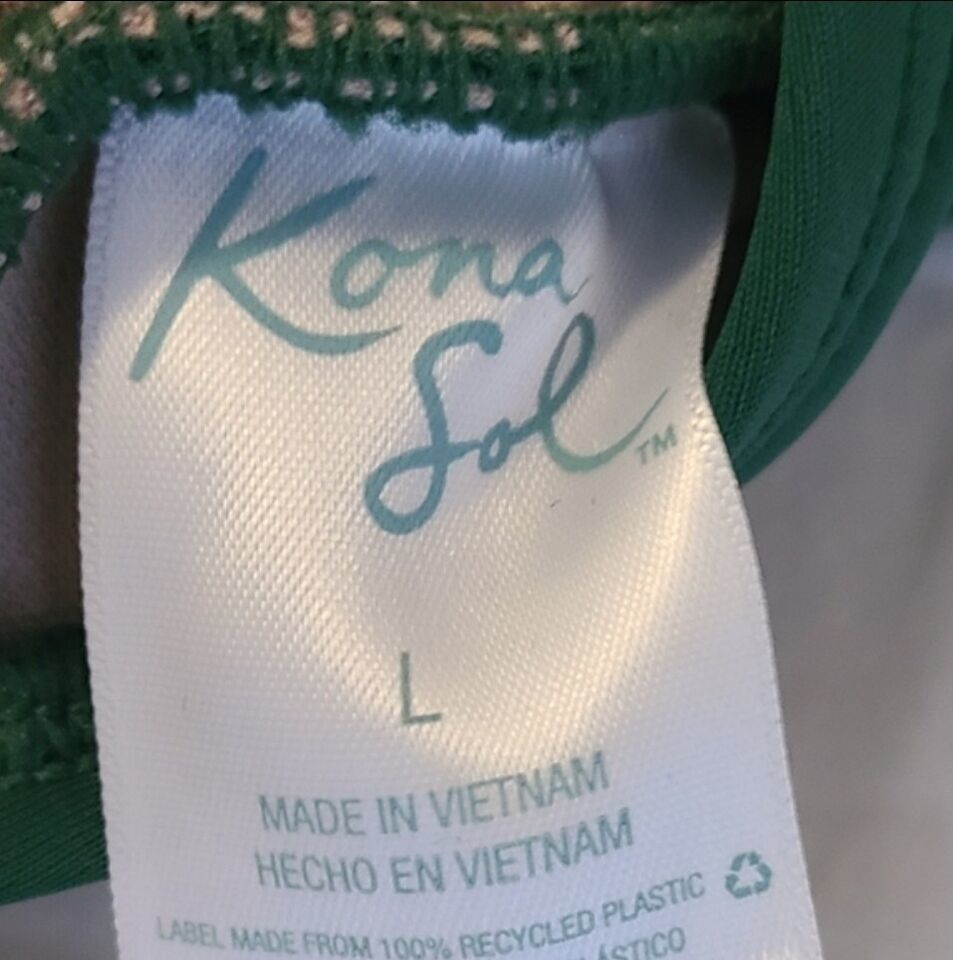 Kona
Sol™
L
MADE IN VIETNAM
HECHO EN VIETNAM
LABEL MADE FROM 100% RECYCLED PLASTIC